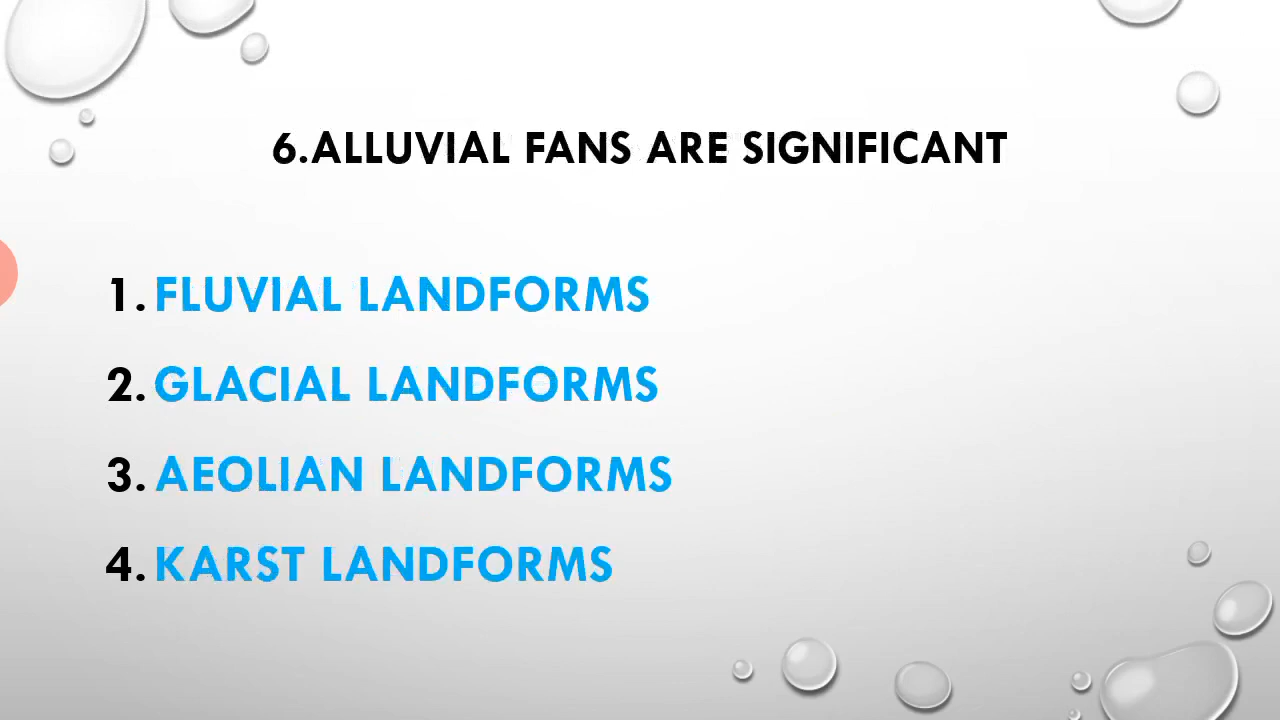 6.ALLUVIAL FANS ARE SIGNIFICANT
1. FLUVIAL LANDFORMS
2. GLACIAL LANDFORMS
3. AEOLIAN LANDFORMS
4. KARST LANDFORMS